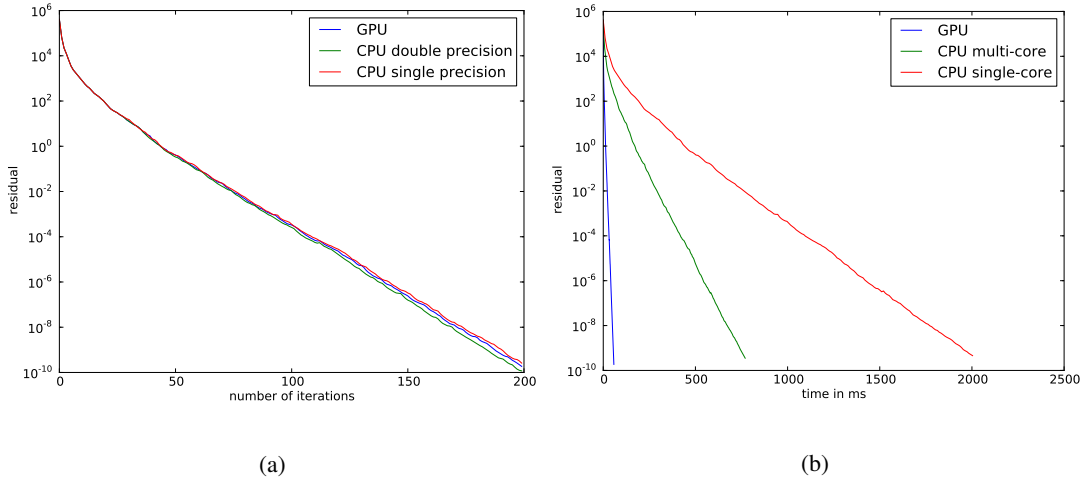 10^6
10^4
10^2
10^0
10^-2
10^-4
10^-6
10^-8
10^-10
residual
GPU
CPU double precision
CPU single precision
0
50
100
150
200
number of iterations
(a)
10^6
10^4
10^2
10^0
10^-2
10^-4
10^-6
10^-8
10^-10
residual
GPU
CPU multi-core
CPU single-core
0
500
1000
1500
2000
2500
time in ms
(b)